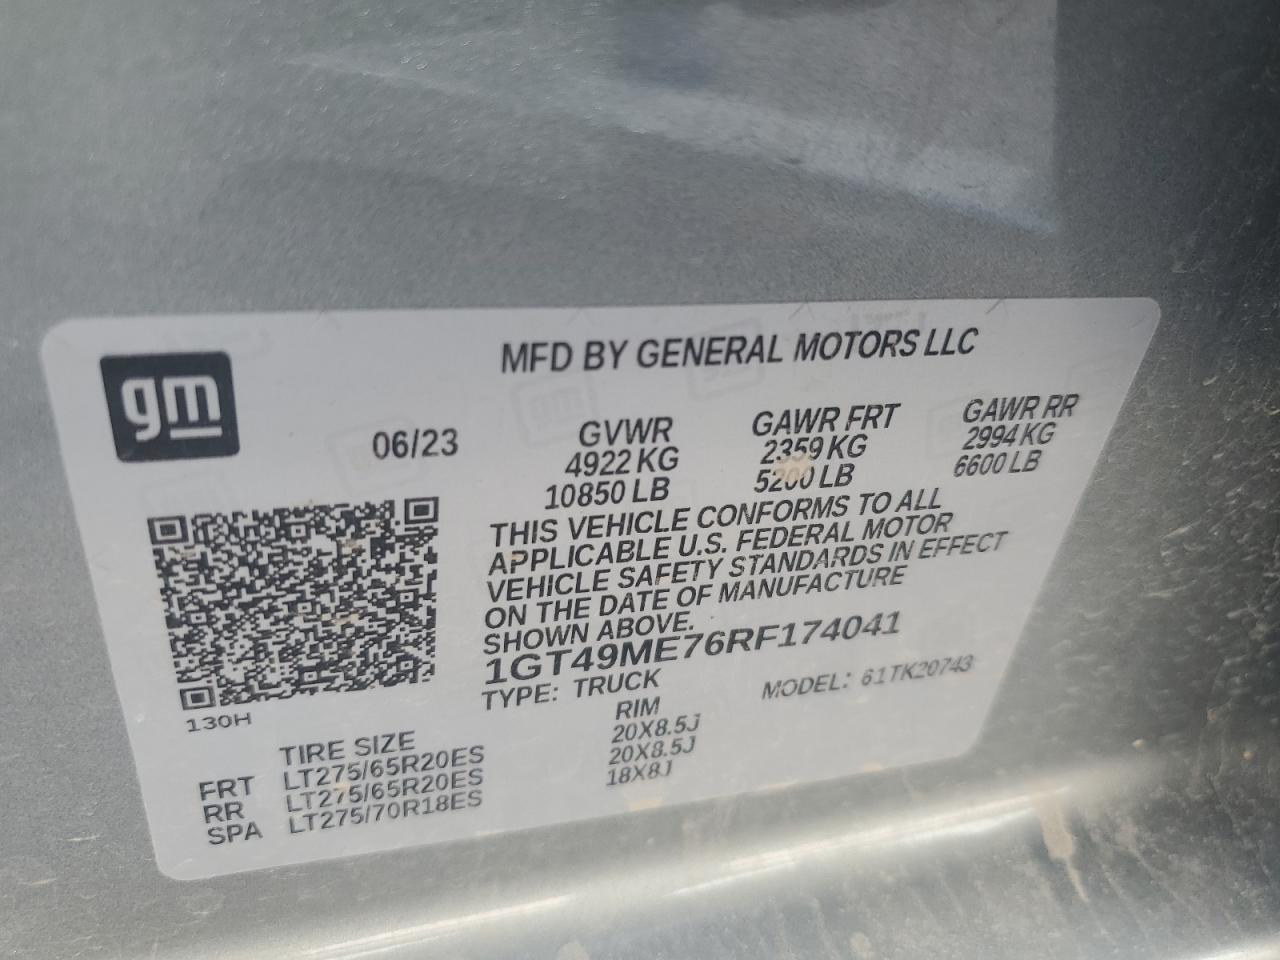 gm
MFD BY GENERAL MOTORS LLC
06/23
GVWR GAWR FRT GAWR RR
4922 KG 2359 KG 2994 KG
10850 LB 5200 LB 6600 LB
THIS VEHICLE CONFORMS TO ALL
APPLICABLE U.S. FEDERAL MOTOR
VEHICLE SAFETY STANDARDS IN EFFECT
ON THE DATE OF MANUFACTURE
SHOWN ABOVE.
1GT49ME76RF174041
TYPE: TRUCK MODEL: 61TK20743
130H
TIRE SIZE RIM
FRT LT275/65R20ES 20X8.5J
RR LT275/65R20ES 20X8.5J
SPA LT275/70R18ES 18X8J